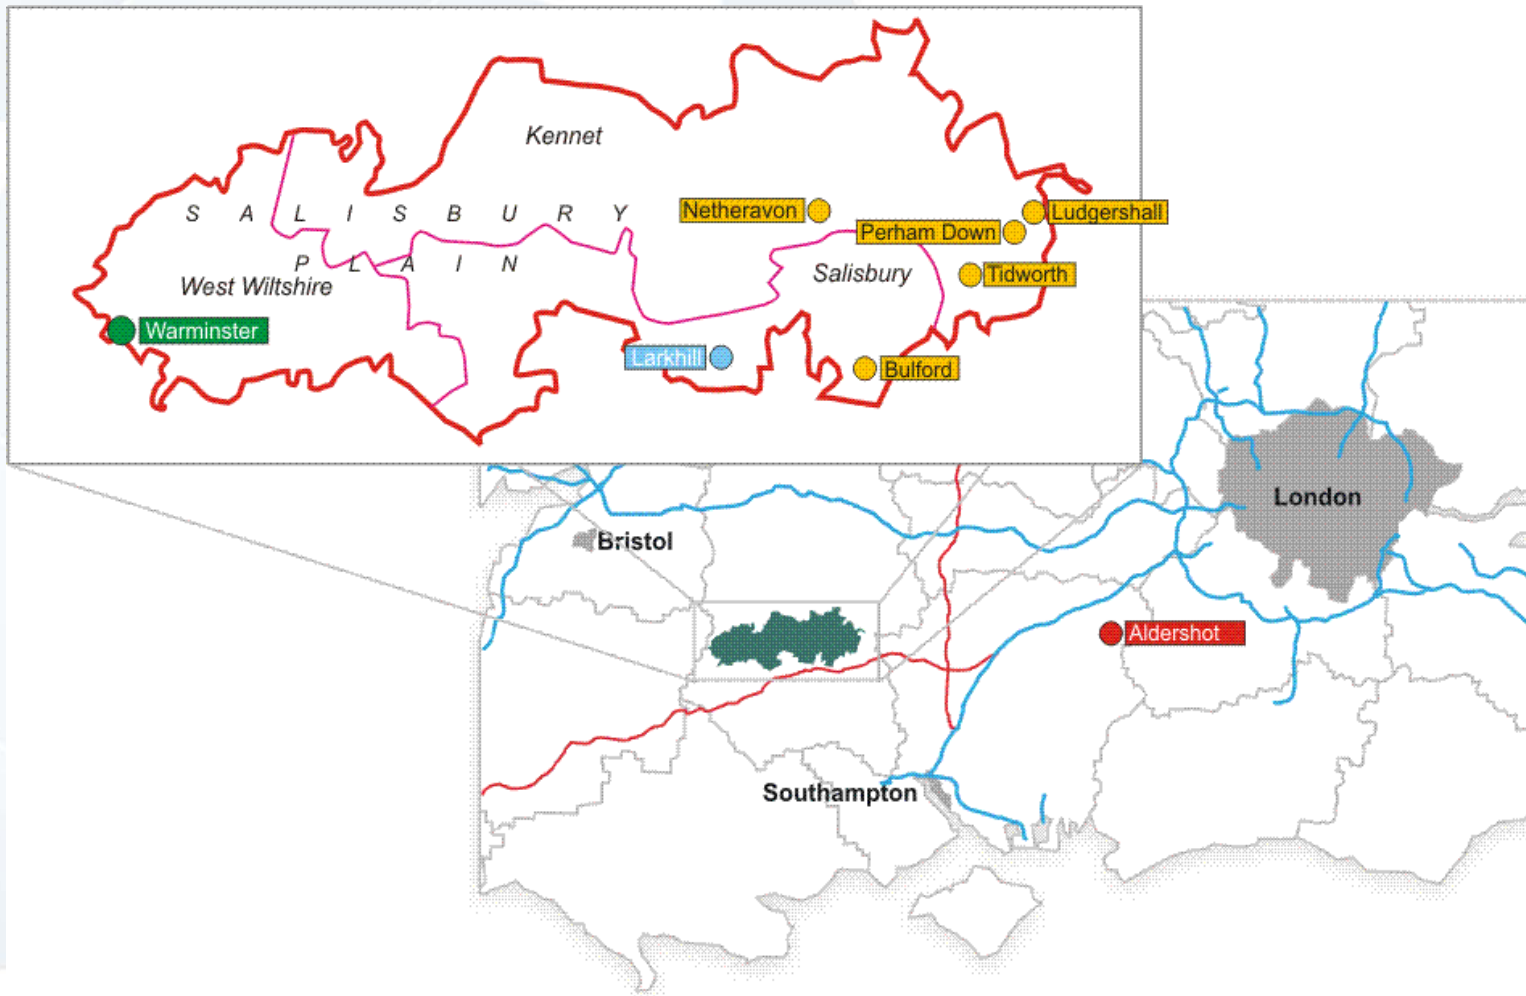 Kennet
S A L I S B U R Y
Netheravon
Ludgershall
Perham Down
P L A I N
Salisbury
Tidworth
West Wiltshire
Warminster
Larkhill
Bulford
London
Bristol
Aldershot
Southampton